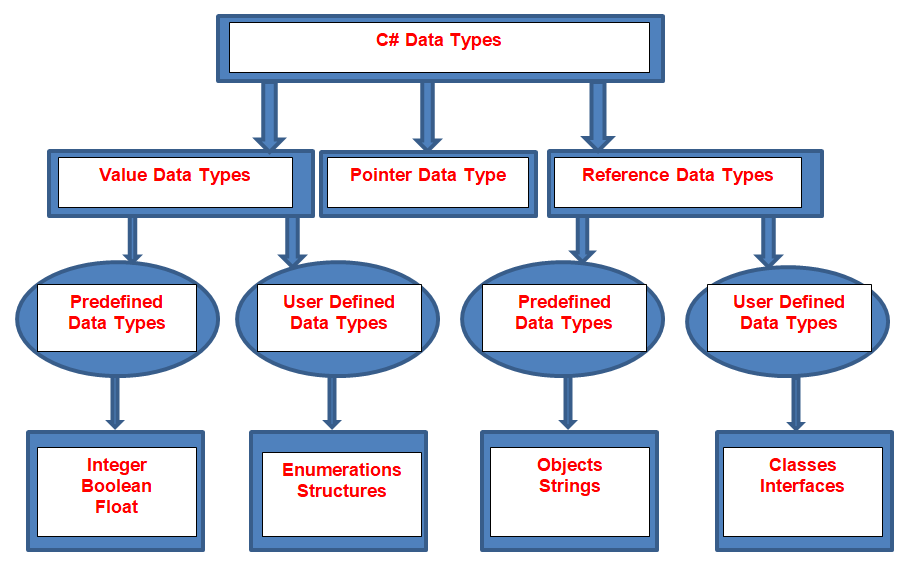 C# Data Types
Value Data Types
Pointer Data Type
Reference Data Types
Predefined
Data Types
User Defined
Data Types
Predefined
Data Types
User Defined
Data Types
Integer
Boolean
Float
Enumerations
Structures
Objects
Strings
Classes
Interfaces